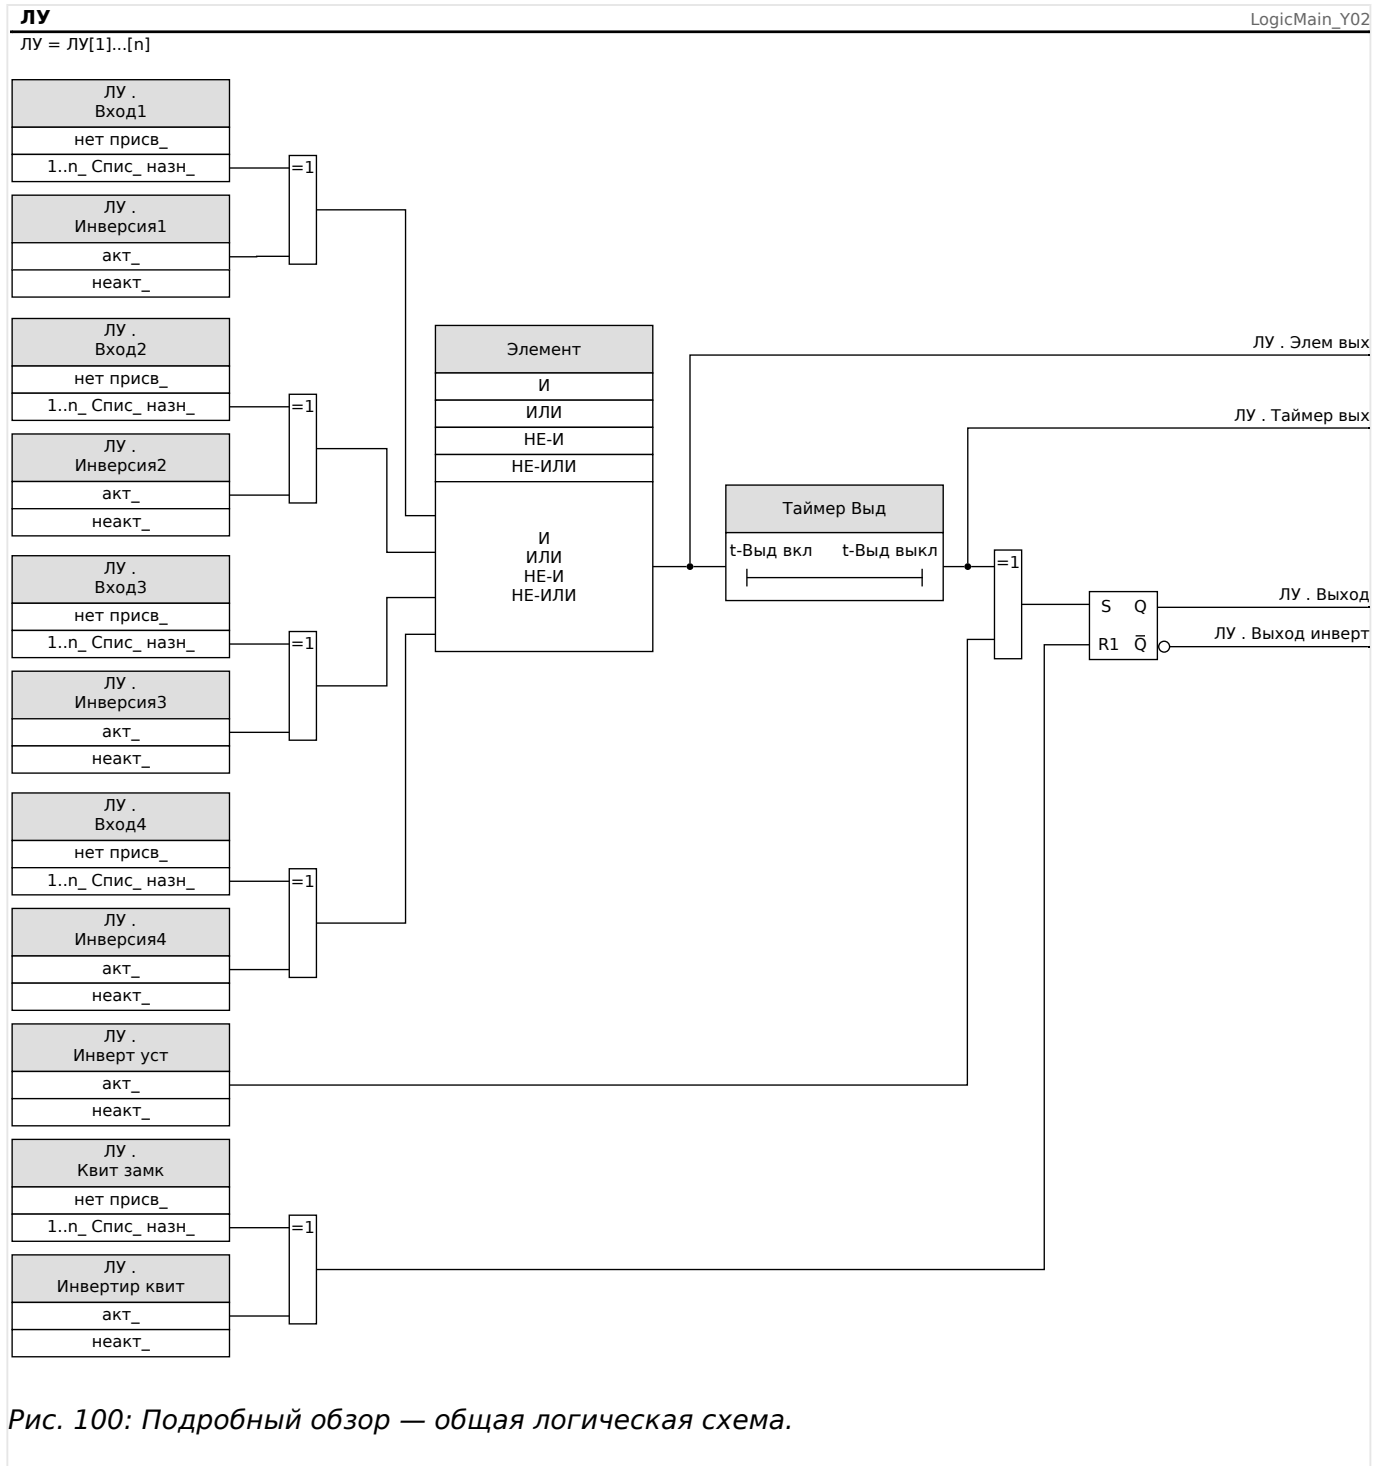 ЛУ
LogicMain_Y02
ЛУ = ЛУ[1]...[n]
ЛУ .
Вход1
нет присв_
1..n_ Спис_ назн_
=1
ЛУ .
Инверсия1
акт_
неакт_
ЛУ .
Вход2
нет присв_
1..n_ Спис_ назн_
=1
ЛУ .
Инверсия2
акт_
неакт_
ЛУ .
Вход3
нет присв_
1..n_ Спис_ назн_
=1
ЛУ .
Инверсия3
акт_
неакт_
ЛУ .
Вход4
нет присв_
1..n_ Спис_ назн_
=1
ЛУ .
Инверсия4
акт_
неакт_
ЛУ .
Инверт уст
акт_
неакт_
ЛУ .
Квит замк
нет присв_
1..n_ Спис_ назн_
=1
ЛУ .
Инвертир квит
акт_
неакт_
Элемент
И
ИЛИ
НЕ-И
НЕ-ИЛИ
И
ИЛИ
НЕ-И
НЕ-ИЛИ
Таймер Выд
t-Выд вкл t-Выд выкл
=1
S Q
R1 Q̅
ЛУ . Элем вых
ЛУ . Таймер вых
ЛУ . Выход
ЛУ . Выход инверт
Рис. 100: Подробный обзор — общая логическая схема.